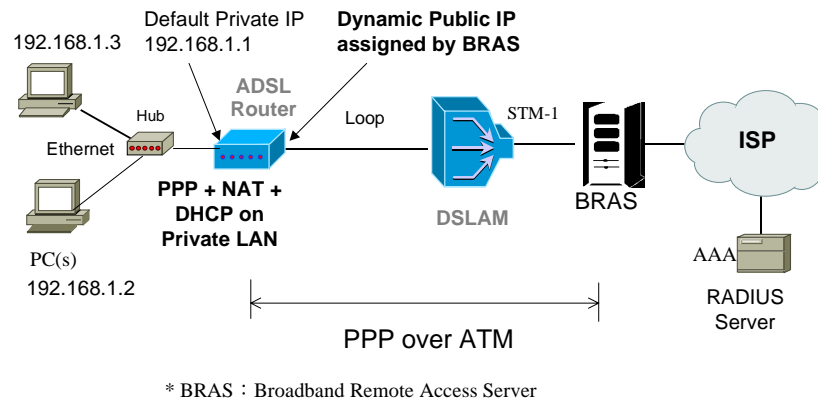 192.168.1.3
Default Private IP
192.168.1.1
Dynamic Public IP
assigned by BRAS
ADSL
Router
Hub
Ethernet
Loop
STM-1
ISP
PPP + NAT +
DHCP on
Private LAN
DSLAM
BRAS
PC(s)
192.168.1.2
AAA
RADIUS
Server
PPP over ATM
* BRAS：Broadband Remote Access Server